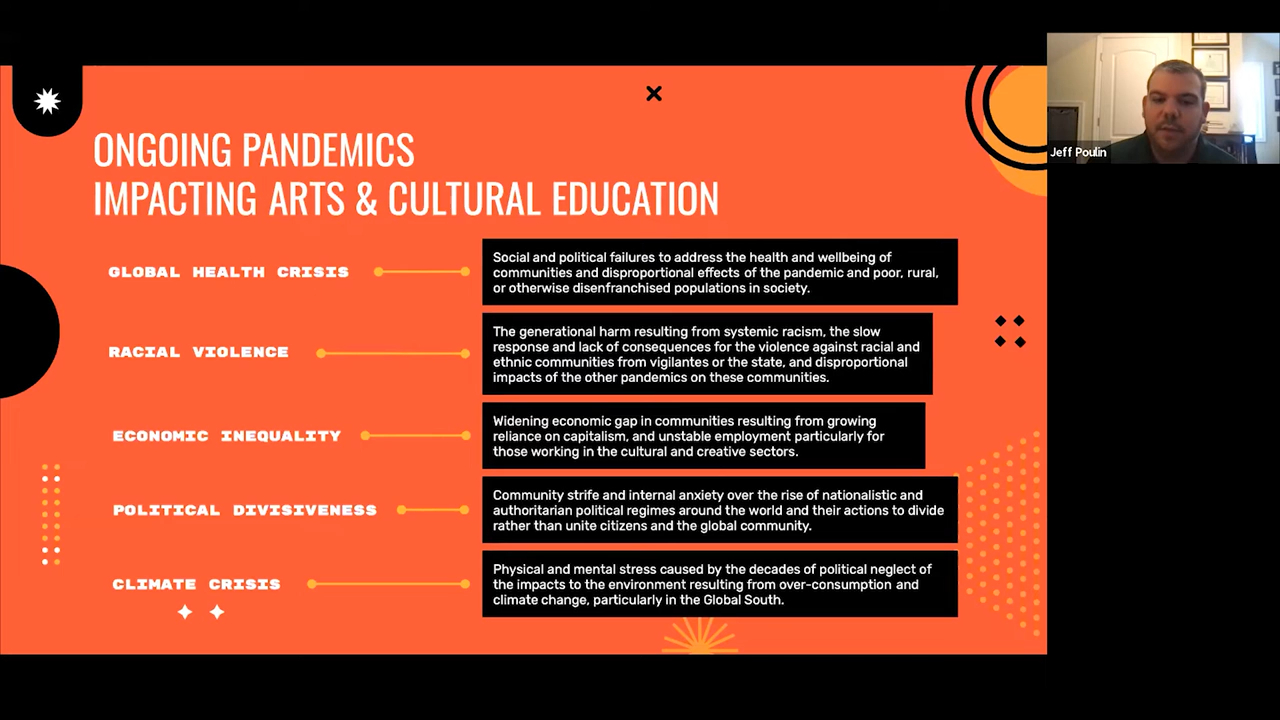 ONGOING PANDEMICS
IMPACTING ARTS & CULTURAL EDUCATION
Jeff Poulin
GLOBAL HEALTH CRISIS
Social and political failures to address the health and wellbeing of
communities and disproportional effects of the pandemic and poor, rural,
or otherwise disenfranchised populations in society.
RACIAL VIOLENCE
The generational harm resulting from systemic racism, the slow
response and lack of consequences for the violence against racial and
ethnic communities from vigilantes or the state, and disproportional
impacts of the other pandemics on these communities.
ECONOMIC INEQUALITY
Widening economic gap in communities resulting from growing
reliance on capitalism, and unstable employment particularly for
those working in the cultural and creative sectors.
POLITICAL DIVISIVENESS
Community strife and internal anxiety over the rise of nationalistic and
authoritarian political regimes around the world and their actions to divide
rather than unite citizens and the global community.
CLIMATE CRISIS
Physical and mental stress caused by the decades of political neglect of
the impacts to the environment resulting from over-consumption and
climate change, particularly in the Global South.